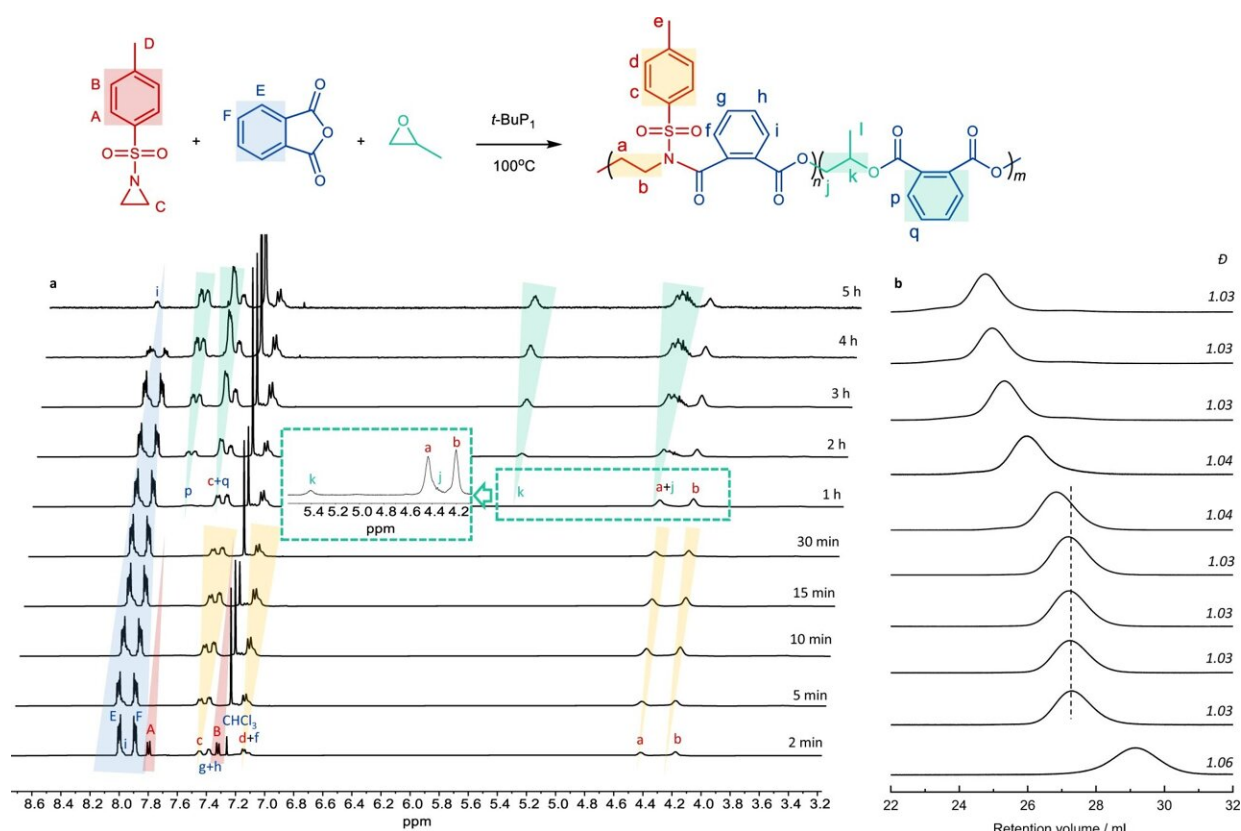 D
B
A
O=S=O
N
C
+
E
F
O
O
O
+
O
t-BuP1
100°C
e
d
c
g
h
a
O=S=O
f
i
N
b
O
O
O
n
l
k
j
O
O
O
O
m
p
q
a
b
Đ
i
5 h
1.03
4 h
1.03
3 h
1.03
2 h
1.04
k
a
j
b
5.4 5.2 5.0 4.8 4.6 4.4 4.2
ppm
p
c+q
k
a+j
b
1 h
1.04
30 min
1.03
15 min
1.03
10 min
1.03
5 min
1.03
E
F
i
A
c
g+h
B
CHCl3
d+f
a
b
2 min
1.06
8.6 8.4 8.2 8.0 7.8 7.6 7.4 7.2 7.0 6.8 6.6 6.4 6.2 6.0 5.8 5.6 5.4 5.2 5.0 4.8 4.6 4.4 4.2 4.0 3.8 3.6 3.4 3.2
ppm
22 24 26 28 30 32
Retention volume / mL